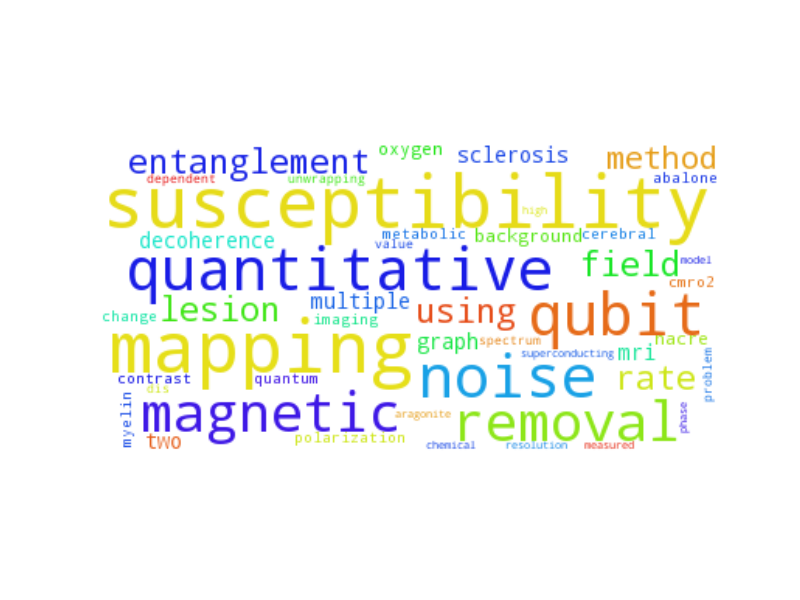 entanglement oxygen sclerosis method
dependent unwrapping abalone
susceptibility
high
decoherence metabolic background cerebral
value
quantitative field model
cmro2
change lesion multiple using qubit
imaging
mapping graph spectrum mri nacre
superconducting
contrast quantum noise rate problem
dis
myelin magnetic aragonite removal phase
two polarization chemical resolution measured